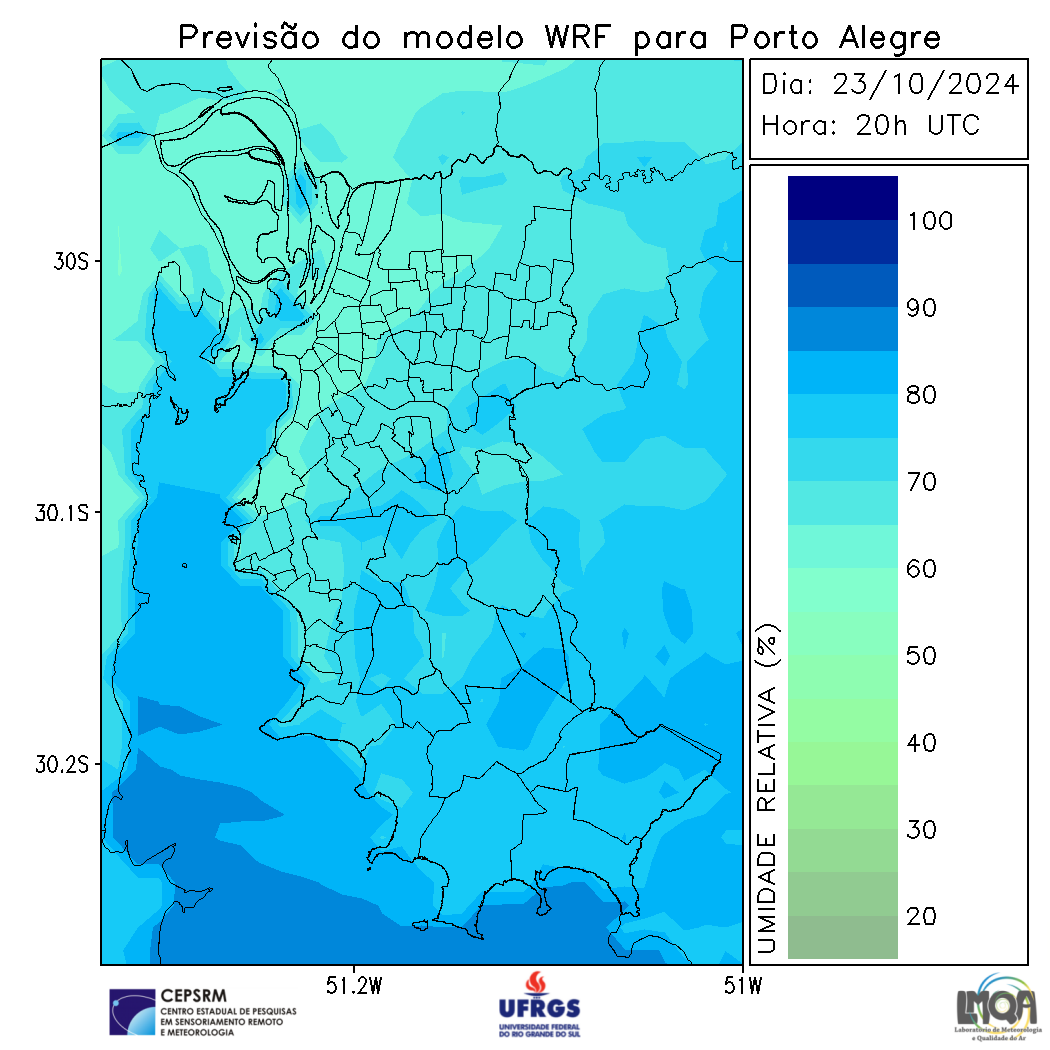 Previsão do modelo WRF para Porto Alegre
Dia: 23/10/2024
Hora: 20h UTC
30S
30.1S
30.2S
51.2W
51W
100
90
80
70
60
50
40
30
20
UMIDADE RELATIVA (%)
CEPSRM
CENTRO ESTADUAL DE PESQUISAS
EM SENSORIAMENTO REMOTO
E METEOROLOGIA
UFRGS
UNIVERSIDADE FEDERAL
DO RIO GRANDE DO SUL
LMQA
Laboratório de Meteorologia
e Qualidade do Ar